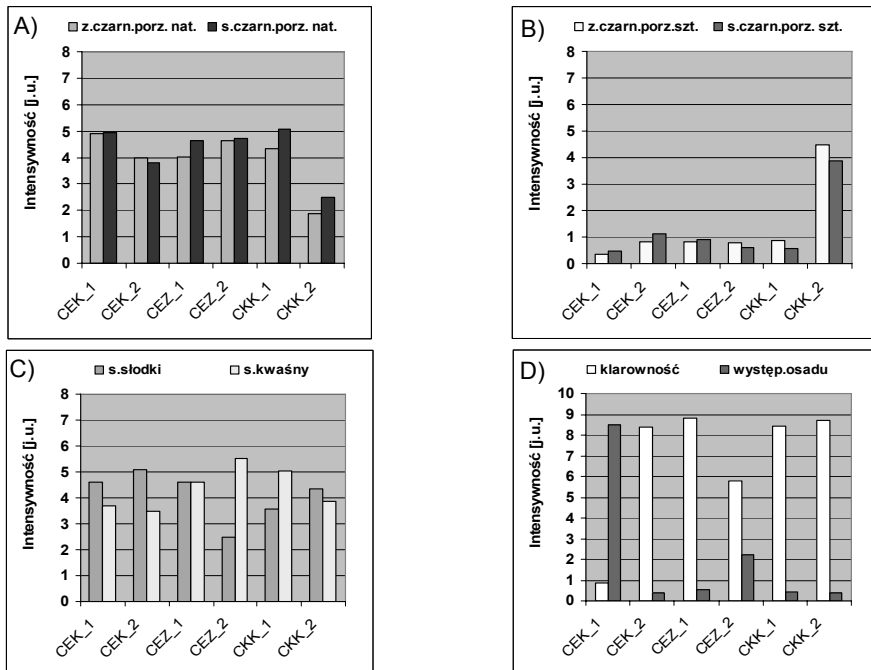 A)
z.czarn.porz. nat. s.czarn.porz. nat.
Intensywność [j.u.]
8
7
6
5
4
3
2
1
0
CEK_1 CEK_2 CEZ_1 CEZ_2 CKK_1 CKK_2
B)
z.czarn.porz.szt. s.czarn.porz. szt.
Intensywność [j.u.]
8
7
6
5
4
3
2
1
0
CEK_1 CEK_2 CEZ_1 CEZ_2 CKK_1 CKK_2
C)
s.słodki s.kwaśny
Intensywność [j.u.]
8
7
6
5
4
3
2
1
0
CEK_1 CEK_2 CEZ_1 CEZ_2 CKK_1 CKK_2
D)
klarowność występ.osadu
Intensywność [j.u.]
10
9
8
7
6
5
4
3
2
1
0
CEK_1 CEK_2 CEZ_1 CEZ_2 CKK_1 CKK_2